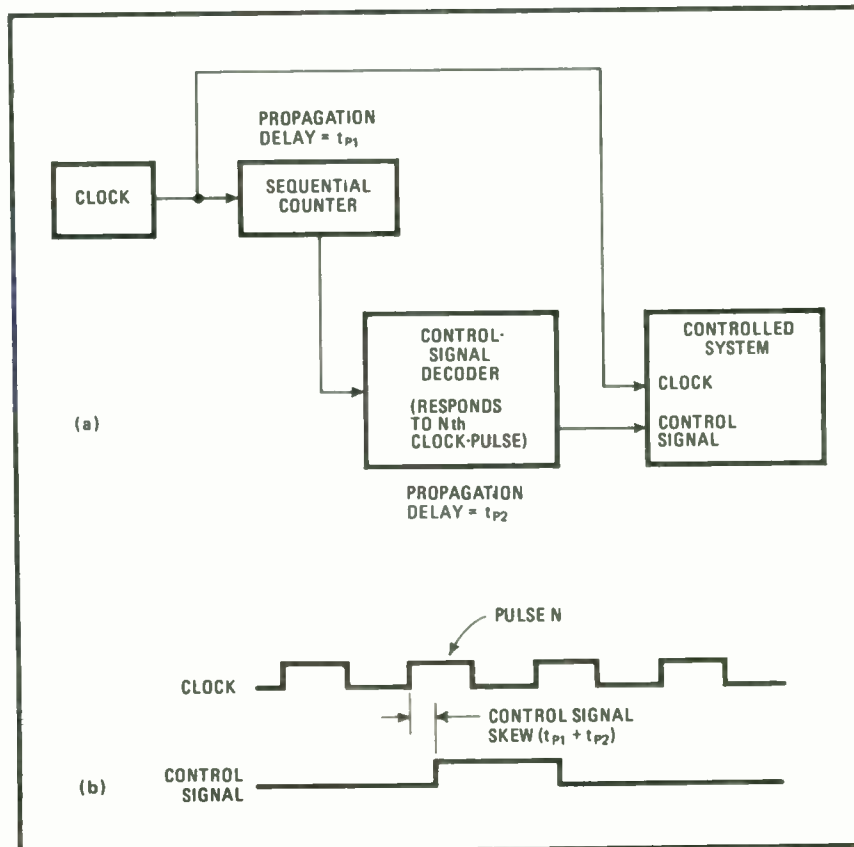 PROPAGATION
DELAY = tP1
CLOCK
SEQUENTIAL
COUNTER
CONTROL-
SIGNAL
DECODER
(RESPONDS
TO Nth
CLOCK-PULSE)
CONTROLLED
SYSTEM
CLOCK
CONTROL
SIGNAL
(a)
PROPAGATION
DELAY = tP2
PULSE N
CLOCK
CONTROL SIGNAL
SKEW (tP1 + tP2)
(b)
CONTROL
SIGNAL